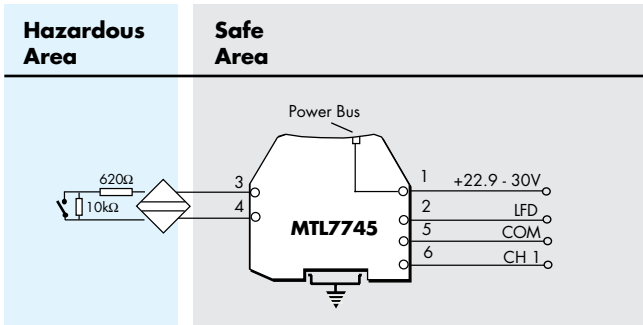 Hazardous
Area
Safe
Area
Power Bus
620Ω
10kΩ
3
4
MTL7745
1
+22.9 - 30V
2
LFD
5
COM
6
CH 1